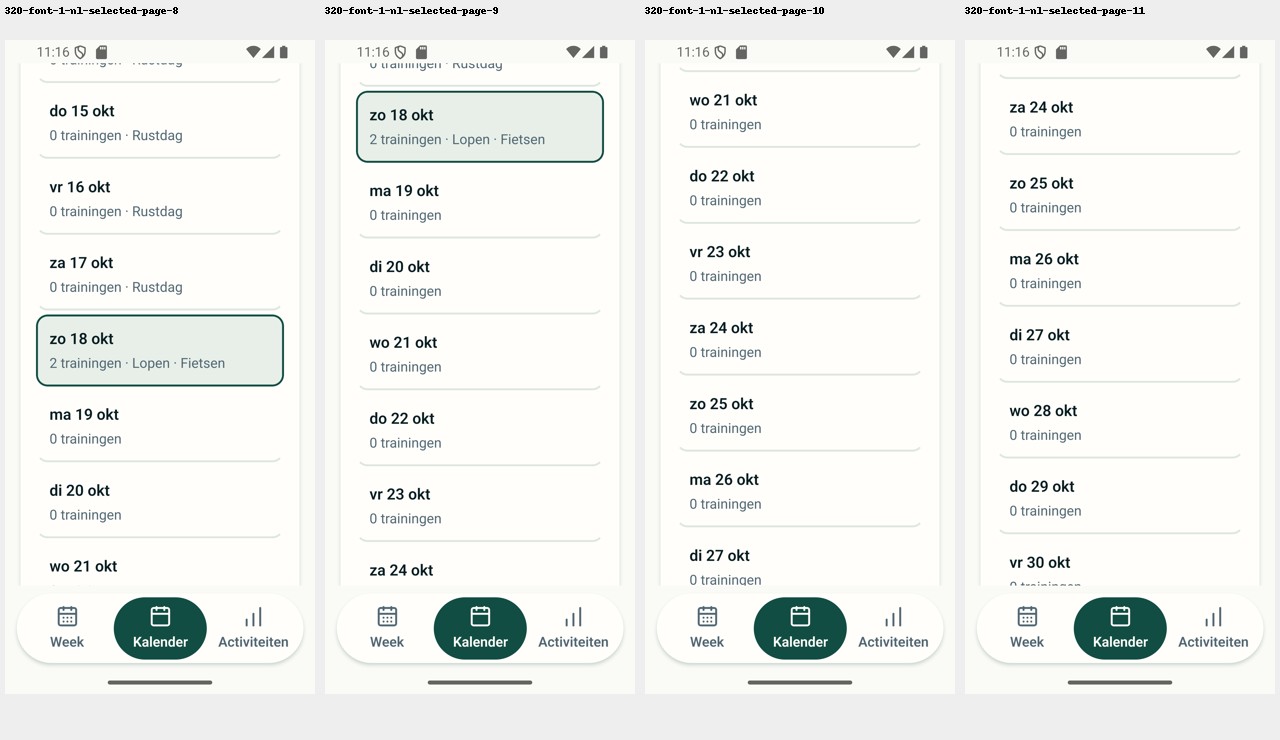 320-font-1-nl-selected-page-8
11:16
0 trainingen · Rustdag
do 15 okt
0 trainingen · Rustdag
vr 16 okt
0 trainingen · Rustdag
za 17 okt
0 trainingen · Rustdag
zo 18 okt
2 trainingen · Lopen · Fietsen
ma 19 okt
0 trainingen
di 20 okt
0 trainingen
wo 21 okt
Week
Kalender
Activiteiten
320-font-1-nl-selected-page-9
11:16
0 trainingen · Rustdag
zo 18 okt
2 trainingen · Lopen · Fietsen
ma 19 okt
0 trainingen
di 20 okt
0 trainingen
wo 21 okt
0 trainingen
do 22 okt
0 trainingen
vr 23 okt
0 trainingen
za 24 okt
Week
Kalender
Activiteiten
320-font-1-nl-selected-page-10
11:16
wo 21 okt
0 trainingen
do 22 okt
0 trainingen
vr 23 okt
0 trainingen
za 24 okt
0 trainingen
zo 25 okt
0 trainingen
ma 26 okt
0 trainingen
di 27 okt
0 trainingen
Week
Kalender
Activiteiten
320-font-1-nl-selected-page-11
11:16
za 24 okt
0 trainingen
zo 25 okt
0 trainingen
ma 26 okt
0 trainingen
di 27 okt
0 trainingen
wo 28 okt
0 trainingen
do 29 okt
0 trainingen
vr 30 okt
0 trainingen
Week
Kalender
Activiteiten